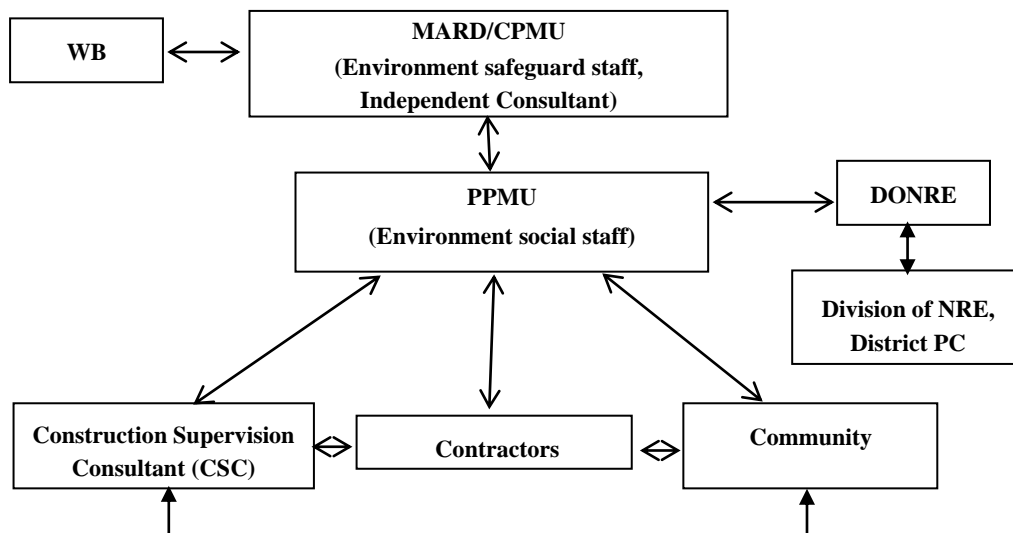 WB
MARD/CPMU
(Environment safeguard staff,
Independent Consultant)
PPMU
(Environment social staff)
DONRE
Division of NRE,
District PC
Construction Supervision
Consultant (CSC)
Contractors
Community